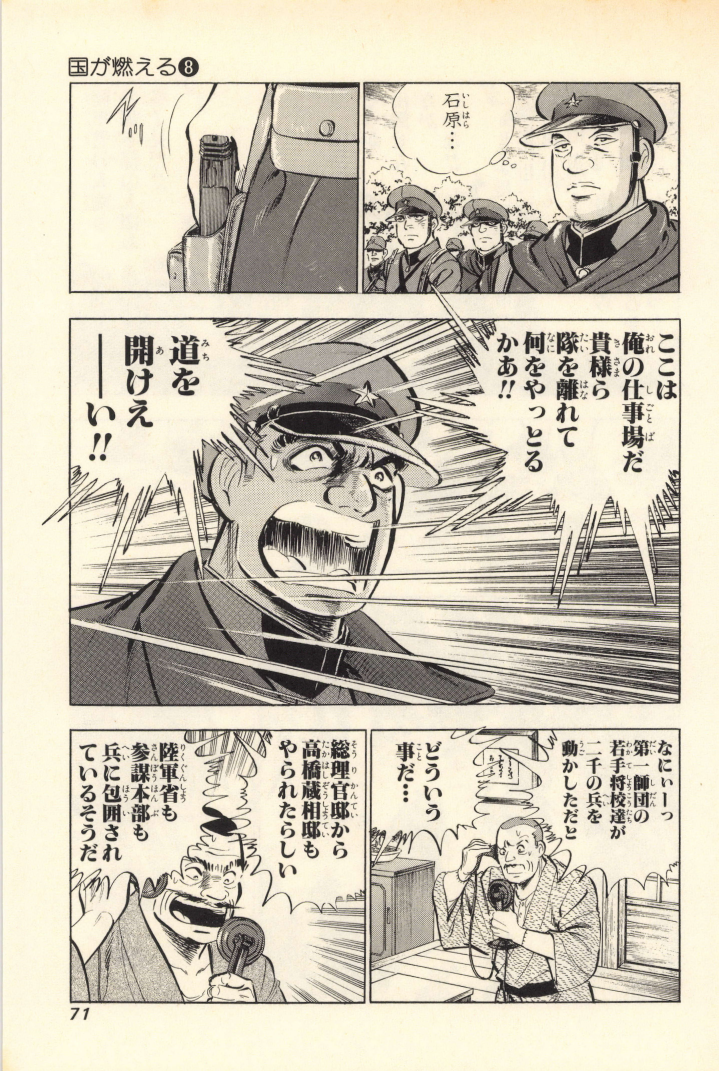 国が燃える❽
石原…
ここは
俺の仕事場だ
貴様ら
隊を離れて
何をやっとる
かあ!!
道を
開けえ
――い!!
なにぃーっ
第一師団の
若手将校達が
二千の兵を
動かしただと
どういう
事だ…
総理官邸から
高橋蔵相邸も
やられたらしい
陸軍省も
参謀本部も
兵に包囲され
ているそうだ
71